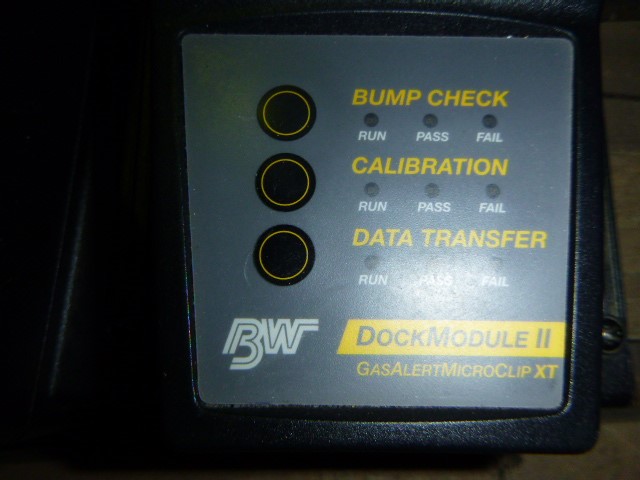 BUMP CHECK
RUN PASS FAIL
CALIBRATION
RUN PASS FAIL
DATA TRANSFER
RUN PASS FAIL
BW
DOCKMODULE II
GASALERTMICROCLIP XT